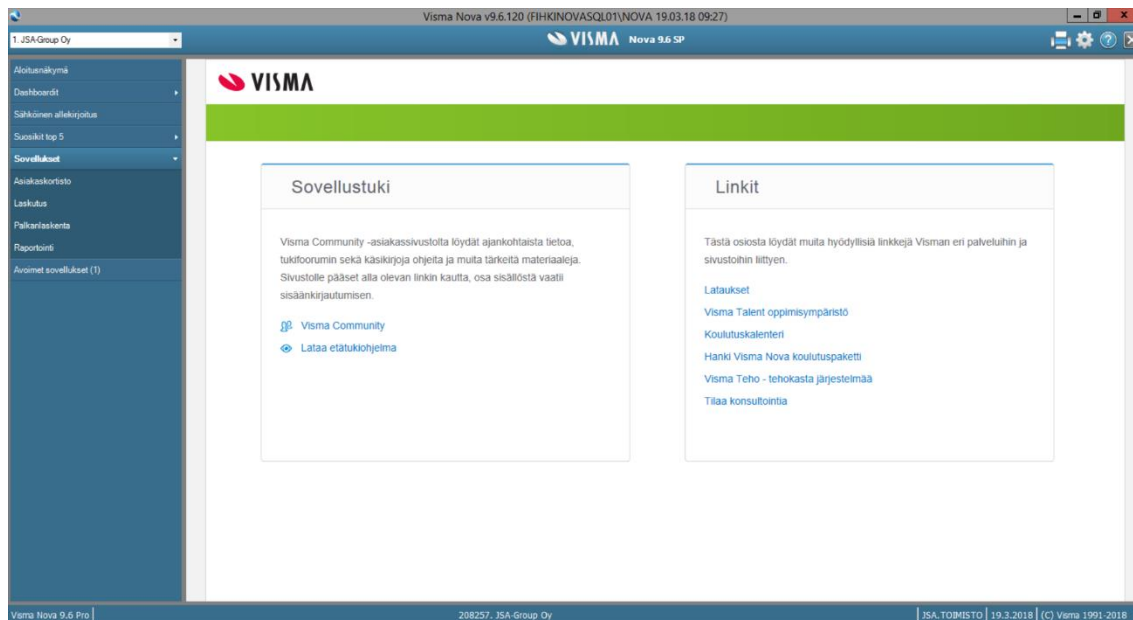 Visma Nova v9.6.120 (FIHKINOVASQL01\NOVA 19.03.18 09:27)
1. JSA-Group Oy
VISMA Nova 9.6 SP
Aloitusnäkymä
Dashboardit
Sähköinen allekirjoitus
Suosikit top 5
Sovellukset
Asiakaskortisto
Laskutus
Palkanlaskenta
Raportointi
Avoimet sovellukset (1)
VISMA
Sovellustuki
Visma Community -asiakassivustolta löydät ajankohtaista tietoa,
tukifoorumin sekä käsikirjoja ohjeita ja muita tärkeitä materiaaleja.
Sivustolle pääset alla olevan linkin kautta, osa sisällöstä vaatii
sisäänkirjautumisen.
Visma Community
Lataa etätukiohjelma
Linkit
Tästä osiosta löydät muita hyödyllisiä linkkejä Visman eri palveluihin ja
sivustoihin liittyen.
Lataukset
Visma Talent oppimisympäristö
Koulutuskalenteri
Hanki Visma Nova koulutuspaketti
Visma Teho - tehokasta järjestelmää
Tilaa konsultointia
Visma Nova 9.6 Pro
208257. JSA-Group Oy
JSA.TOIMISTO
19.3.2018
(C) Visma 1991-2018